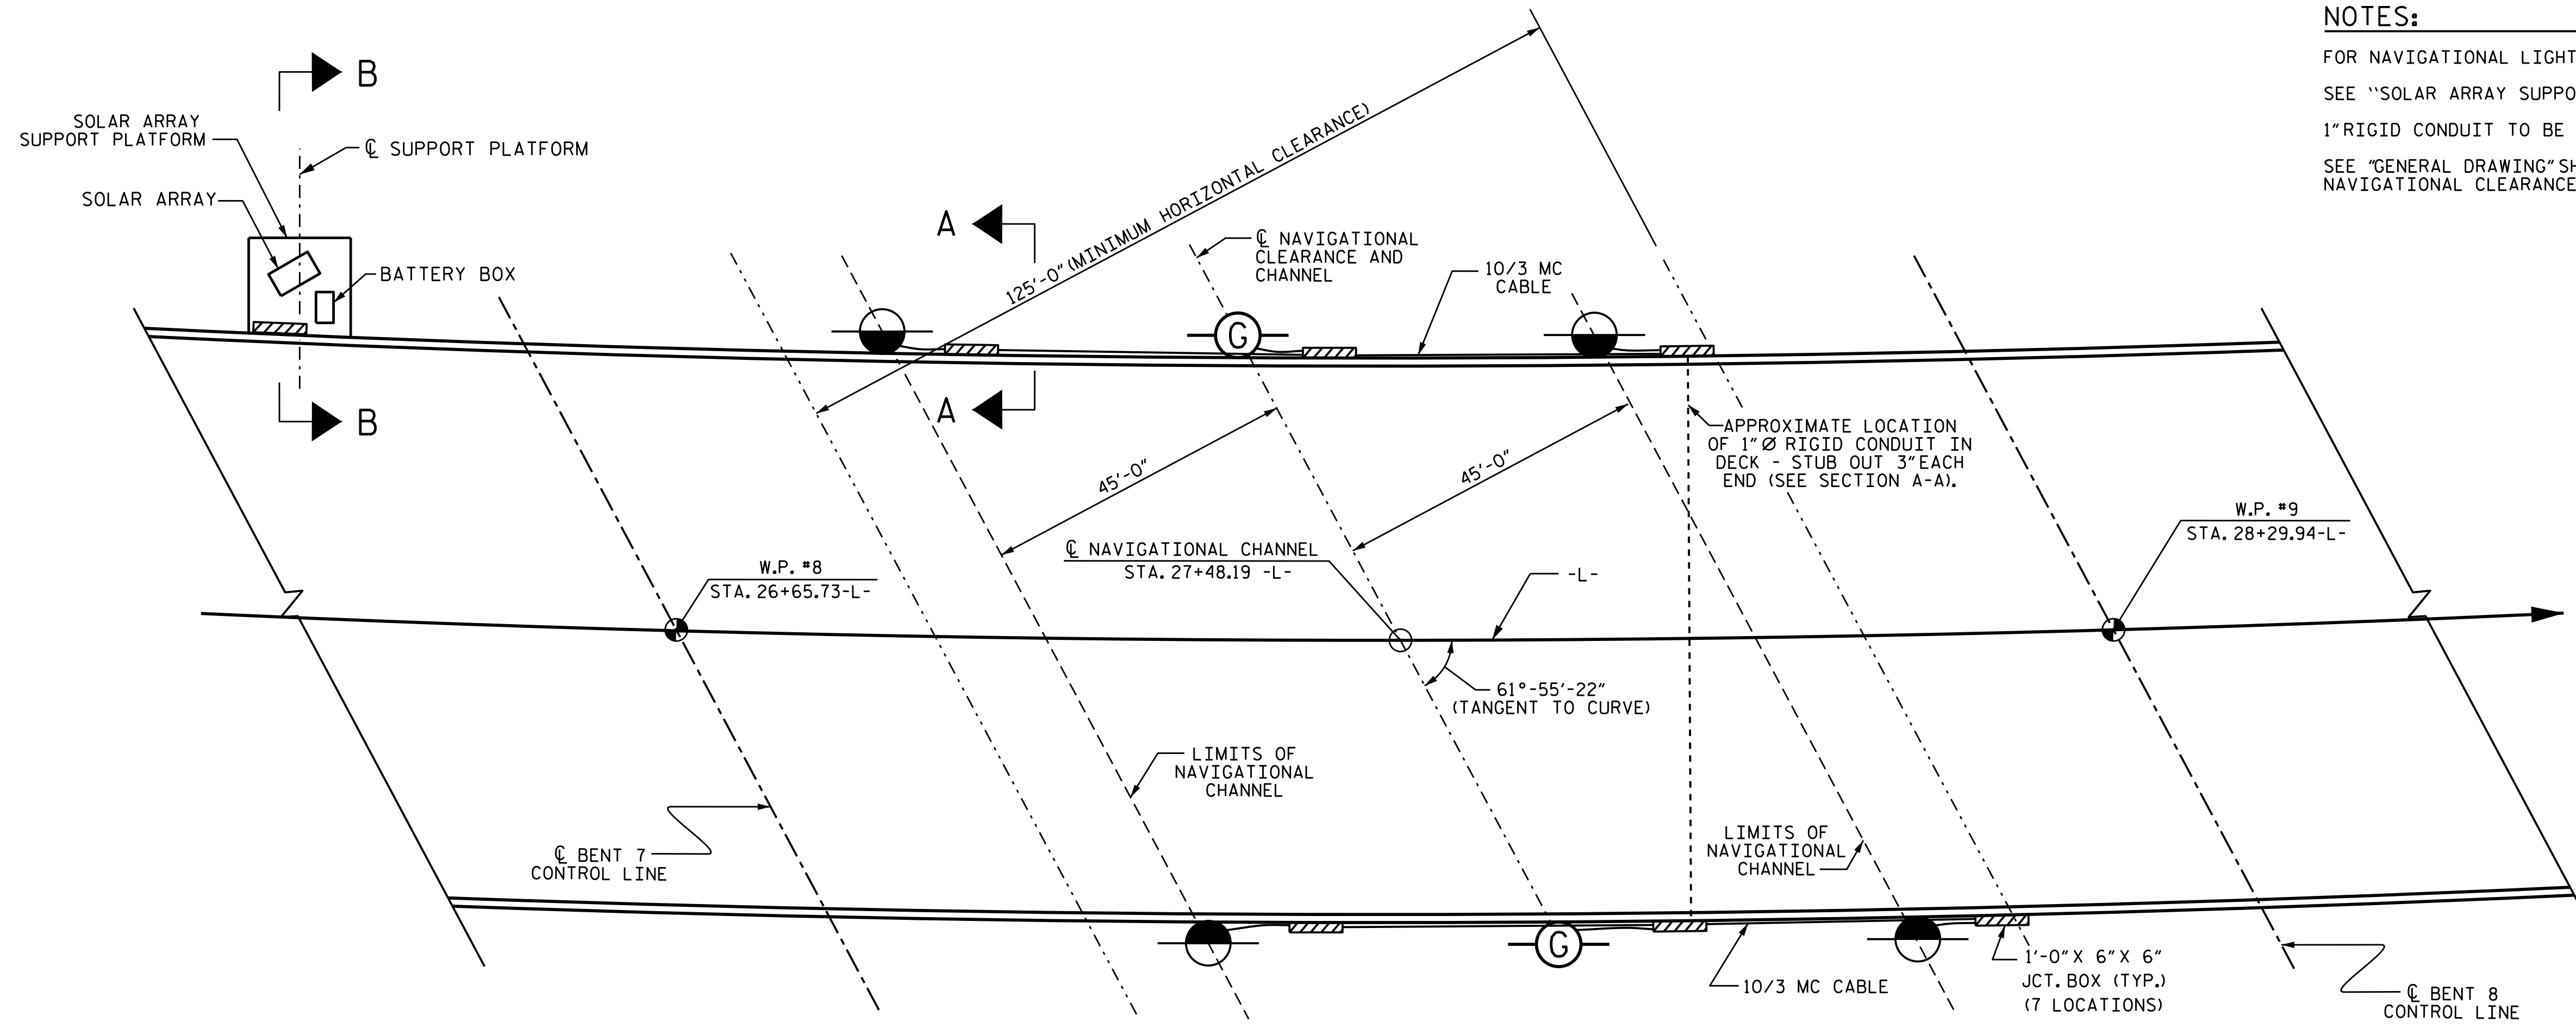 NOTES:
FOR NAVIGATIONAL LIGHT
SEE ‘‘SOLAR ARRAY SUPPO
1" RIGID CONDUIT TO BE
SEE "GENERAL DRAWING" SH
NAVIGATIONAL CLEARANCE
B
SOLAR ARRAY
SUPPORT PLATFORM
℄ SUPPORT PLATFORM
SOLAR ARRAY
BATTERY BOX
B
A
A
125'-0" (MINIMUM HORIZONTAL CLEARANCE)
℄ NAVIGATIONAL
CLEARANCE AND
CHANNEL
10/3 MC
CABLE
G
45'-0"
45'-0"
APPROXIMATE LOCATION
OF 1" Ø RIGID CONDUIT IN
DECK - STUB OUT 3" EACH
END (SEE SECTION A-A).
W.P. #9
STA. 28+29.94-L-
W.P. #8
STA. 26+65.73-L-
℄ NAVIGATIONAL CHANNEL
STA. 27+48.19 -L-
-L-
61°-55'-22"
(TANGENT TO CURVE)
LIMITS OF
NAVIGATIONAL
CHANNEL
LIMITS OF
NAVIGATIONAL
CHANNEL
℄ BENT 7
CONTROL LINE
G
10/3 MC CABLE
1'-0" X 6" X 6"
JCT. BOX (TYP.)
(7 LOCATIONS)
℄ BENT 8
CONTROL LINE